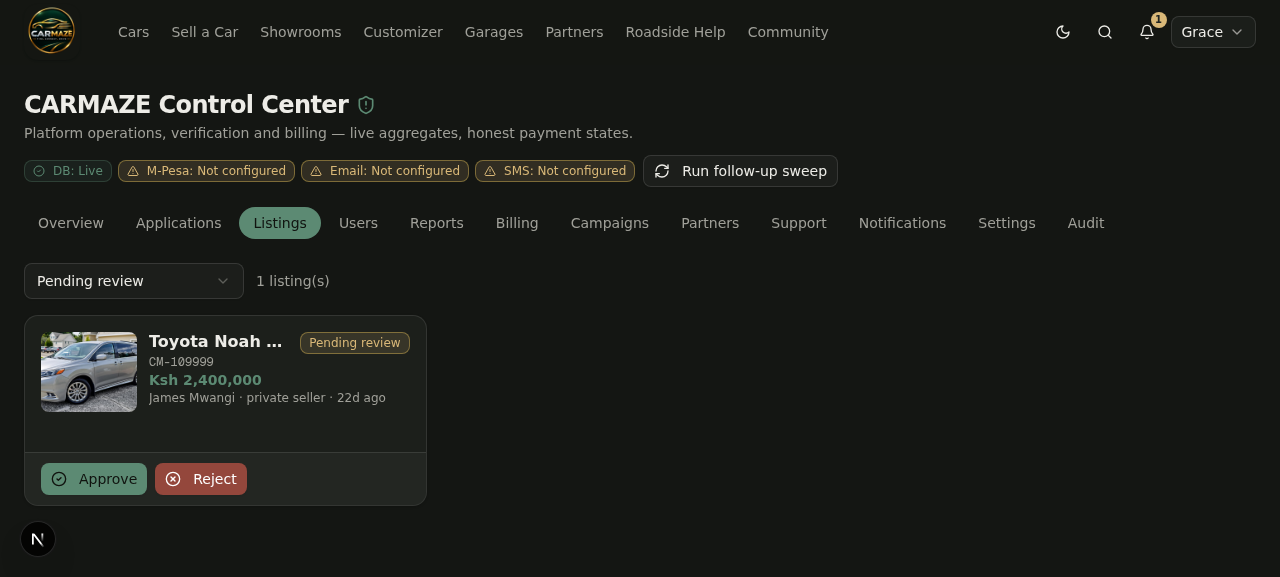 CARMAZE
Cars Sell a Car Showrooms Customizer Garages Partners Roadside Help Community
1
Grace
CARMAZE Control Center
Platform operations, verification and billing — live aggregates, honest payment states.
DB: Live M-Pesa: Not configured Email: Not configured SMS: Not configured Run follow-up sweep
Overview Applications Listings Users Reports Billing Campaigns Partners Support Notifications Settings Audit
Pending review 1 listing(s)
Toyota Noah ... Pending review
CM-109999
Ksh 2,400,000
James Mwangi · private seller · 22d ago
Approve Reject
N